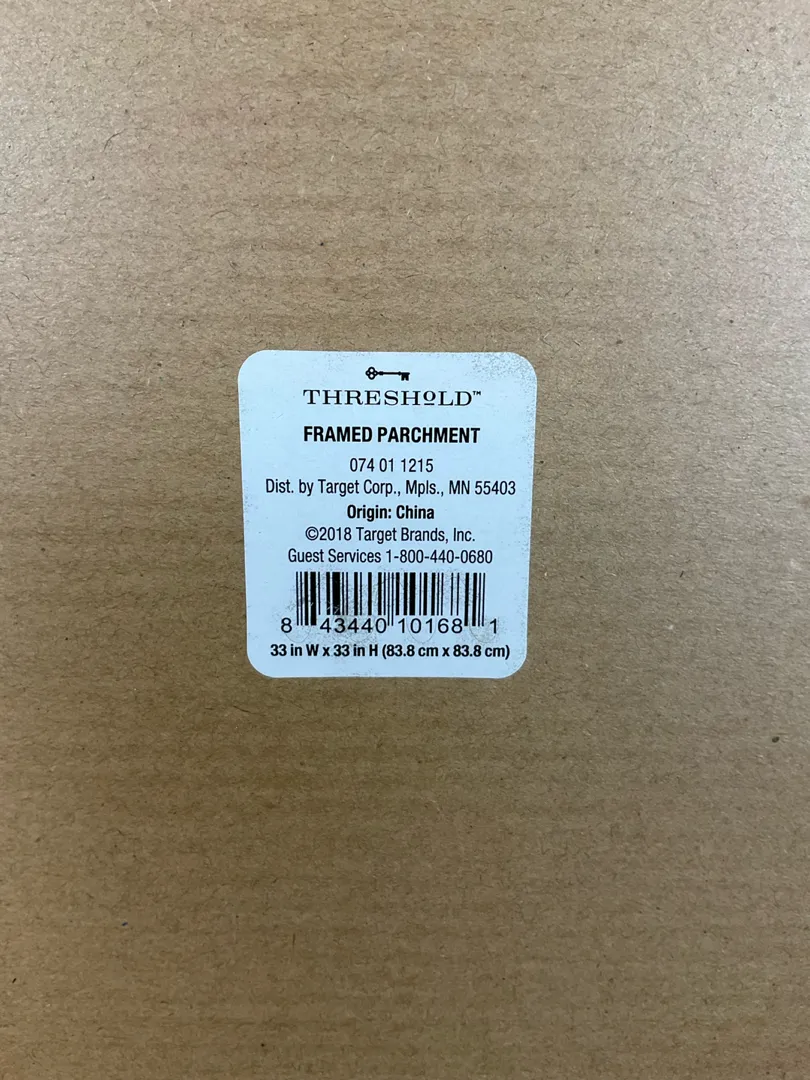 THRESHOLD™
FRAMED PARCHMENT
074 01 1215
Dist. by Target Corp., Mpls., MN 55403
Origin: China
©2018 Target Brands, Inc.
Guest Services 1-800-440-0680
8 43440 10168 1
33 in W x 33 in H (83.8 cm x 83.8 cm)